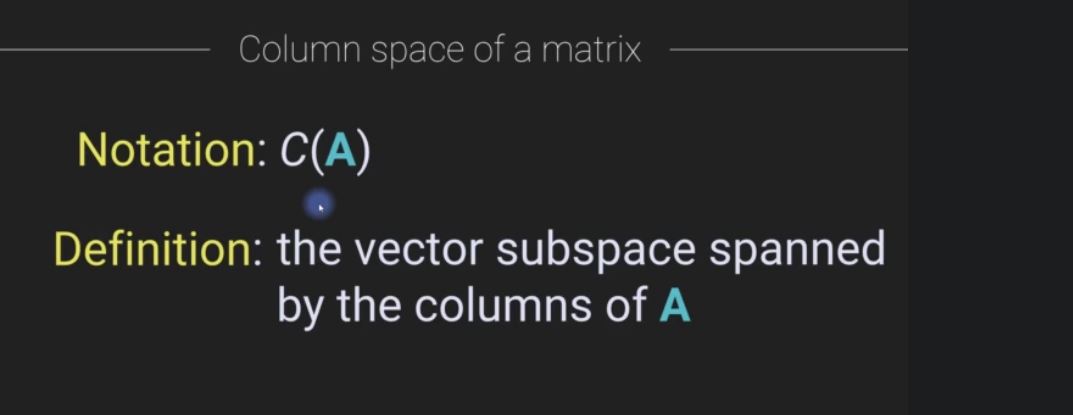 Column space of a matrix
Notation: C(A)
Definition: the vector subspace spanned
by the columns of A